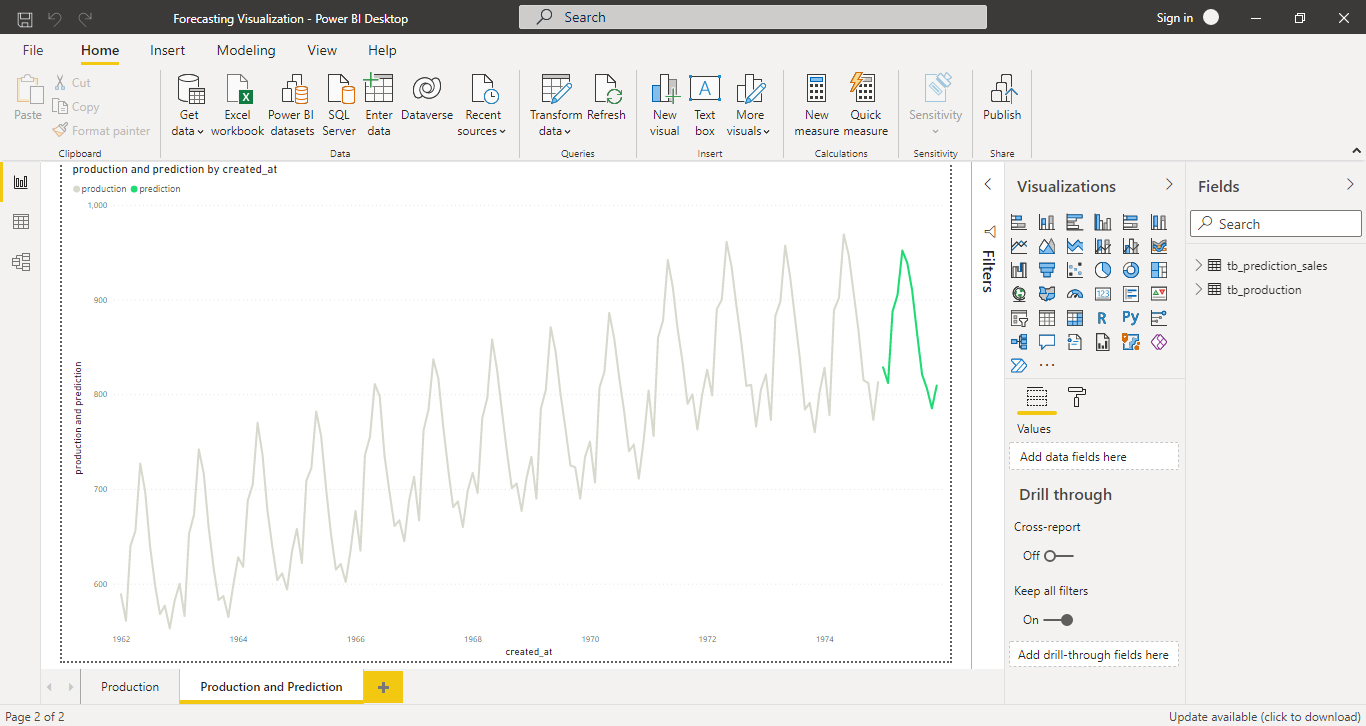 Forecasting Visualization - Power BI Desktop
Search
Sign in
File Home Insert Modeling View Help
Paste
Cut
Copy
Format painter
Clipboard
Get data
Excel workbook
Power BI datasets
SQL Server
Enter data
Dataverse
Recent sources
Data
Transform data
Refresh
Queries
New visual
Text box
More visuals
Insert
New measure
Quick measure
Calculations
Sensitivity
Sensitivity
Publish
Share
production and prediction by created_at
production prediction
1,000
900
800
700
600
production and prediction
1962 1964 1966 1968 1970 1972 1974
created_at
Filters
Visualizations
123
R Py
Values
Add data fields here
Drill through
Cross-report
Off
Keep all filters
On
Add drill-through fields here
Fields
Search
tb_prediction_sales
tb_production
Production
Production and Prediction
Page 2 of 2
Update available (click to download)